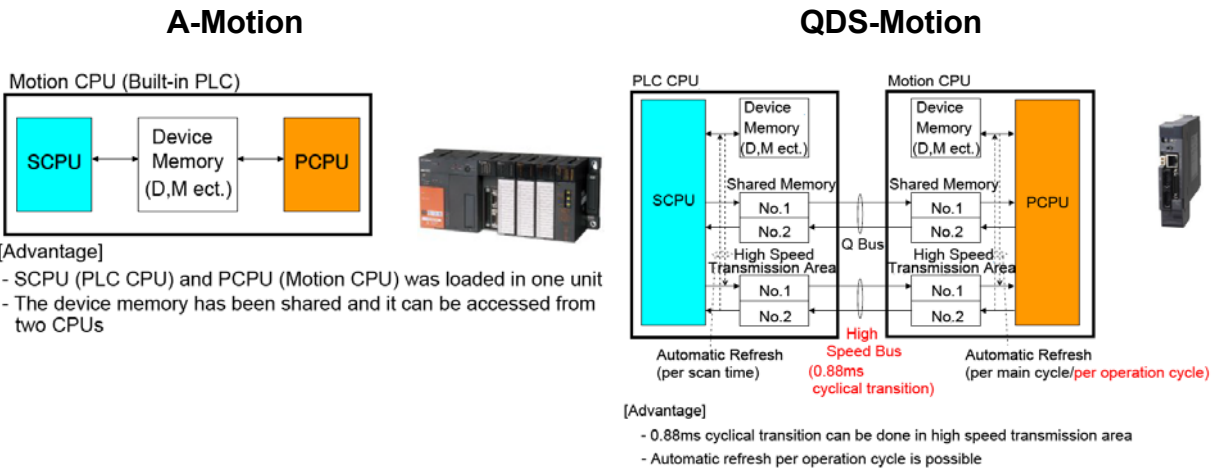 A-Motion
Motion CPU (Built-in PLC)
SCPU
Device
Memory
(D,M ect.)
PCPU
[Advantage]
- SCPU (PLC CPU) and PCPU (Motion CPU) was loaded in one unit
- The device memory has been shared and it can be accessed from
two CPUs
QDS-Motion
PLC CPU
Motion CPU
SCPU
Device
Memory
(D,M ect.)
Shared Memory
No.1
No.2
High Speed
Transmission Area
No.1
No.2
Q Bus
High
Speed Bus
(0.88ms
cyclical transition)
Device
Memory
(D,M ect.)
Shared Memory
No.1
No.2
High Speed
Transmission Area
No.1
No.2
PCPU
Automatic Refresh
(per scan time)
Automatic Refresh
(per main cycle/per operation cycle)
[Advantage]
- 0.88ms cyclical transition can be done in high speed transmission area
- Automatic refresh per operation cycle is possible